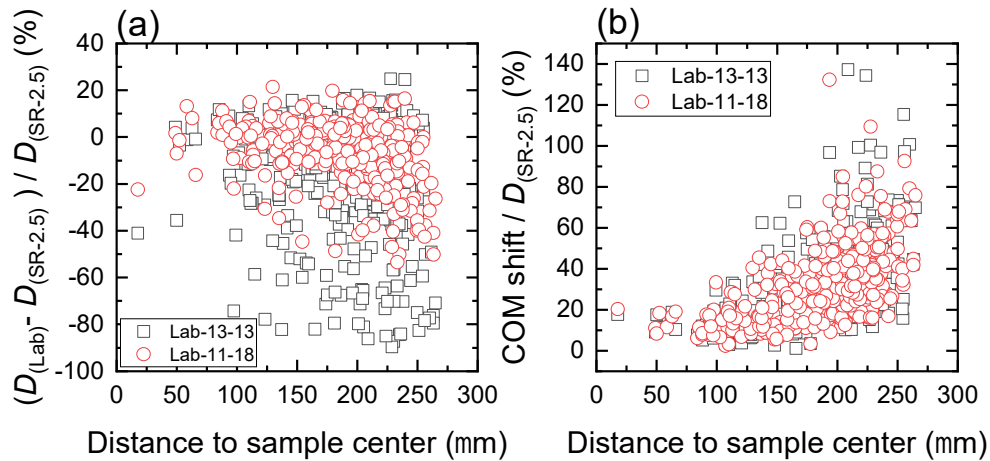 (a)
(D(Lab)- D(SR-2.5) ) / D(SR-2.5) (%)
40
20
0
-20
-40
-60
-80
-100
Lab-13-13
Lab-11-18
0 50 100 150 200 250 300
Distance to sample center (mm)
(b)
COM shift / D(SR-2.5) (%)
140
120
100
80
60
40
20
0
Lab-13-13
Lab-11-18
0 50 100 150 200 250 300
Distance to sample center (mm)